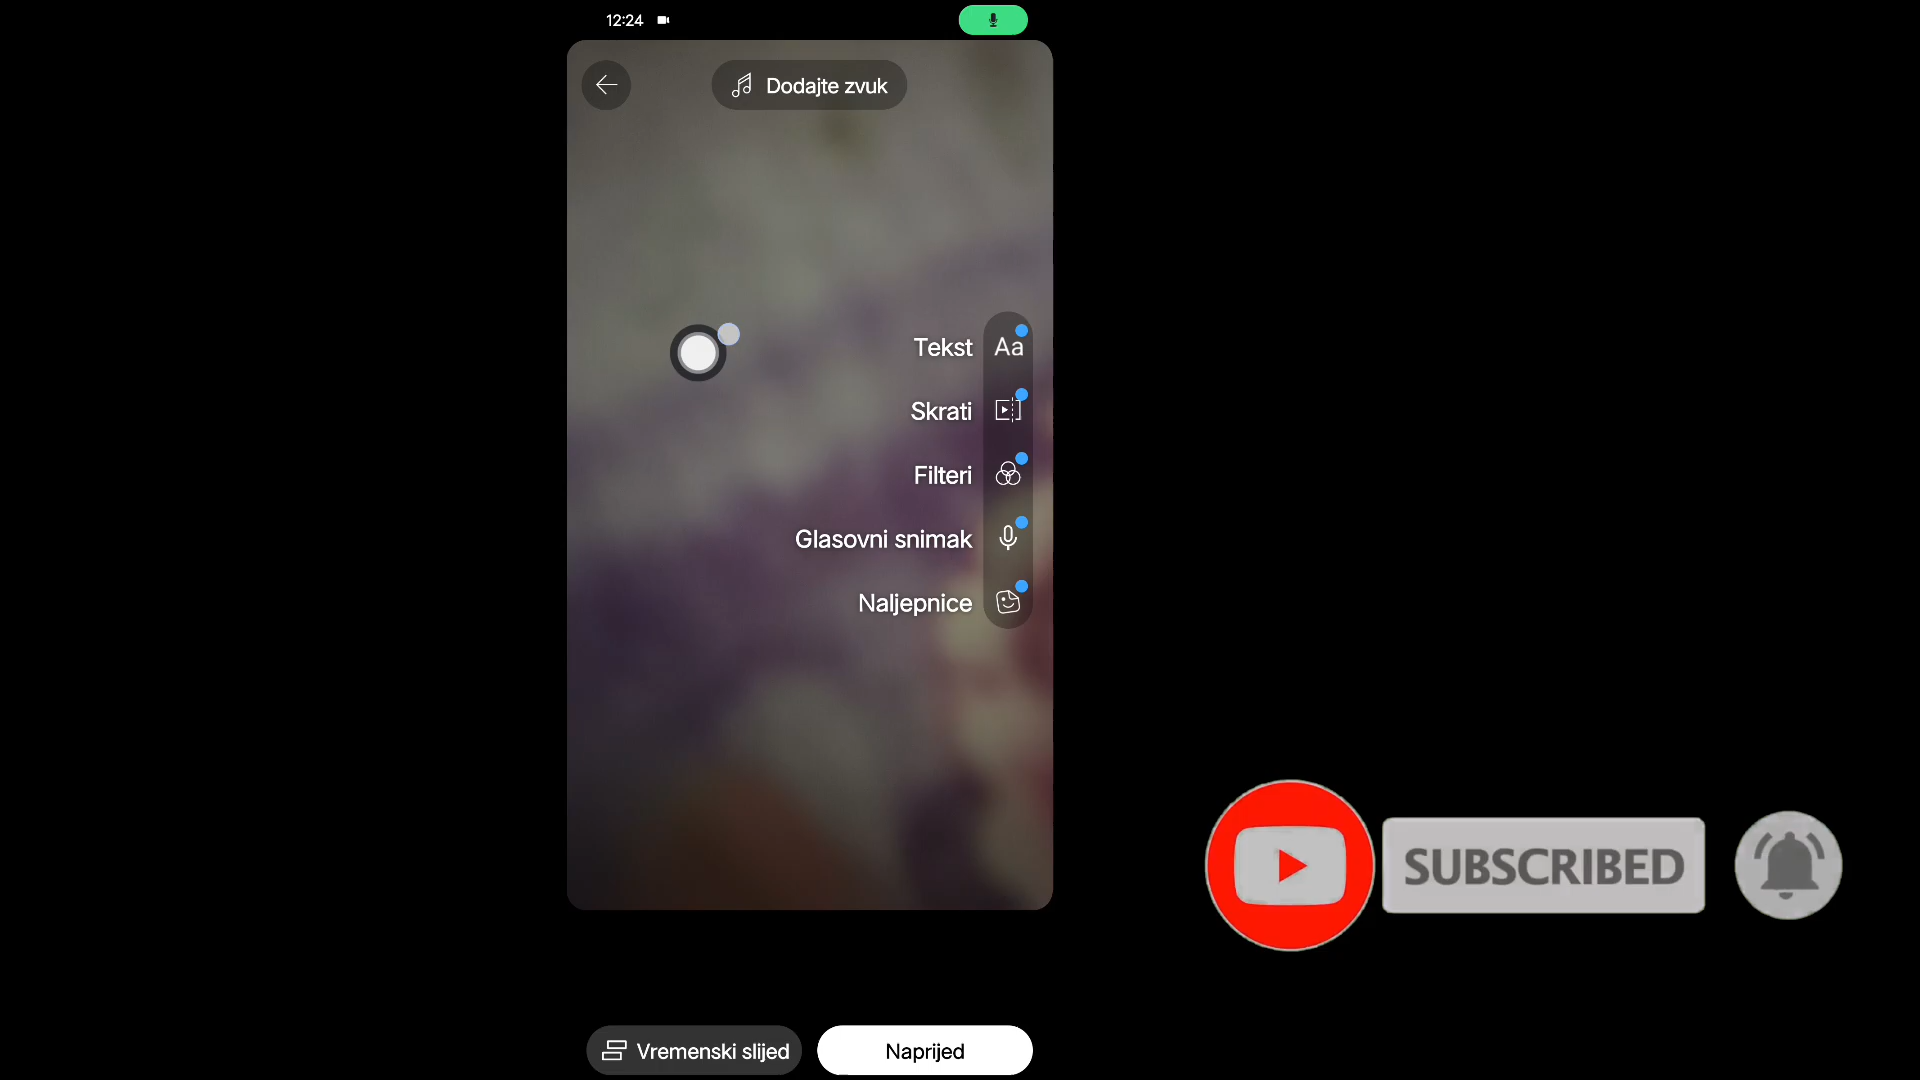 12:24
Dodajte zvuk
Tekst Aa
Skrati
Filteri
Glasovni snimak
Naljepnice
SUBSCRIBED
Vremenski slijed
Naprijed